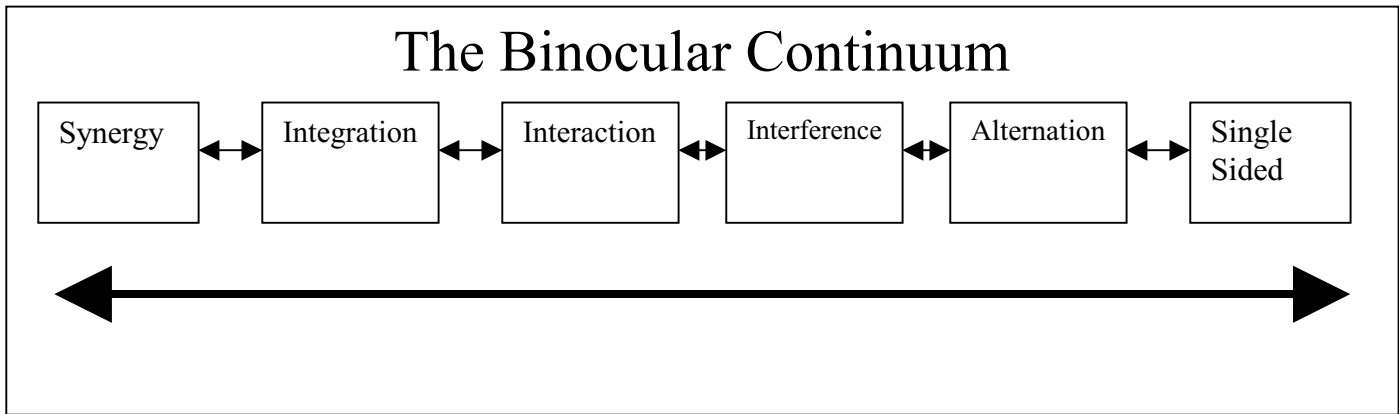 The Binocular Continuum
Synergy
Integration
Interaction
Interference
Alternation
Single
Sided